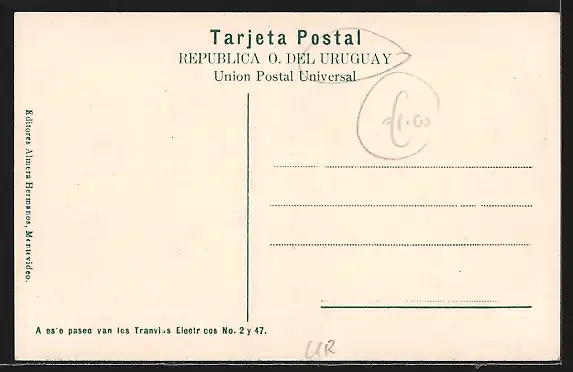 Tarjeta Postal
REPUBLICA O. DEL URUGUAY
Union Postal Universal
Editores Almera Hermanos, Montevideo.
A este paseo van los Tranvias Electricos No. 2 y 47.
UR